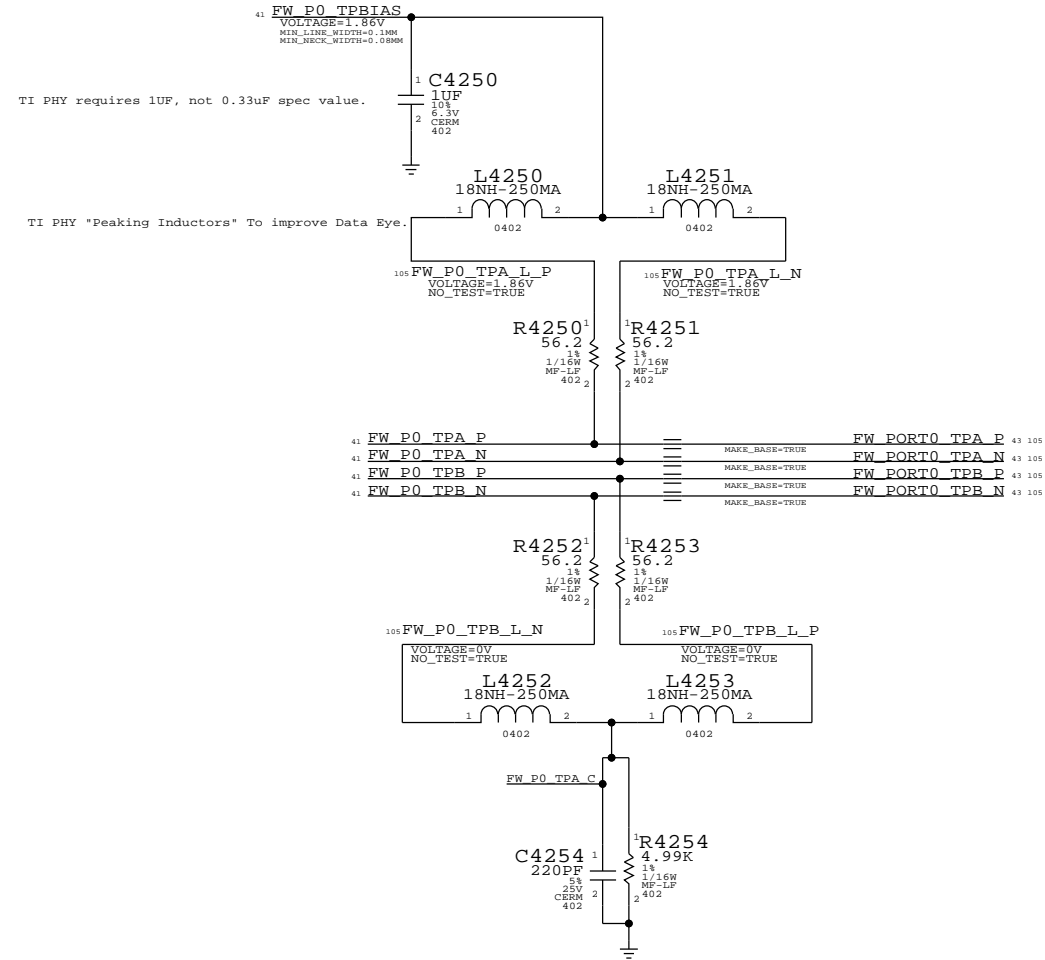 41 FW_P0_TPBIAS
VOLTAGE=1.86V
MIN_LINE_WIDTH=0.1MM
MIN_NECK_WIDTH=0.08MM
TI PHY requires 1UF, not 0.33uF spec value.
1 C4250
1UF
10%
6.3V
2 CERM
402
L4250
18NH-250MA
1 2
0402
L4251
18NH-250MA
1 2
0402
TI PHY "Peaking Inductors" To improve Data Eye.
105 FW_P0_TPA_L_P
VOLTAGE=1.86V
NO_TEST=TRUE
105 FW_P0_TPA_L_N
VOLTAGE=1.86V
NO_TEST=TRUE
R4250 1
56.2
1%
1/16W
MF-LF
402 2
1 R4251
56.2
1%
1/16W
MF-LF
2 402
41 FW_P0_TPA_P FW_PORT0_TPA_P 43 105
MAKE_BASE=TRUE
41 FW_P0_TPA_N FW_PORT0_TPA_N 43 105
MAKE_BASE=TRUE
41 FW_P0_TPB_P FW_PORT0_TPB_P 43 105
MAKE_BASE=TRUE
41 FW_P0_TPB_N FW_PORT0_TPB_N 43 105
MAKE_BASE=TRUE
R4252 1
56.2
1%
1/16W
MF-LF
402 2
1 R4253
56.2
1%
1/16W
MF-LF
2 402
105 FW_P0_TPB_L_N
VOLTAGE=0V
NO_TEST=TRUE
105 FW_P0_TPB_L_P
VOLTAGE=0V
NO_TEST=TRUE
L4252
18NH-250MA
1 2
0402
L4253
18NH-250MA
1 2
0402
FW_P0_TPA_C
C4254 1
220PF
5%
25V 2
CERM
402
1 R4254
4.99K
1%
1/16W
MF-LF
2 402